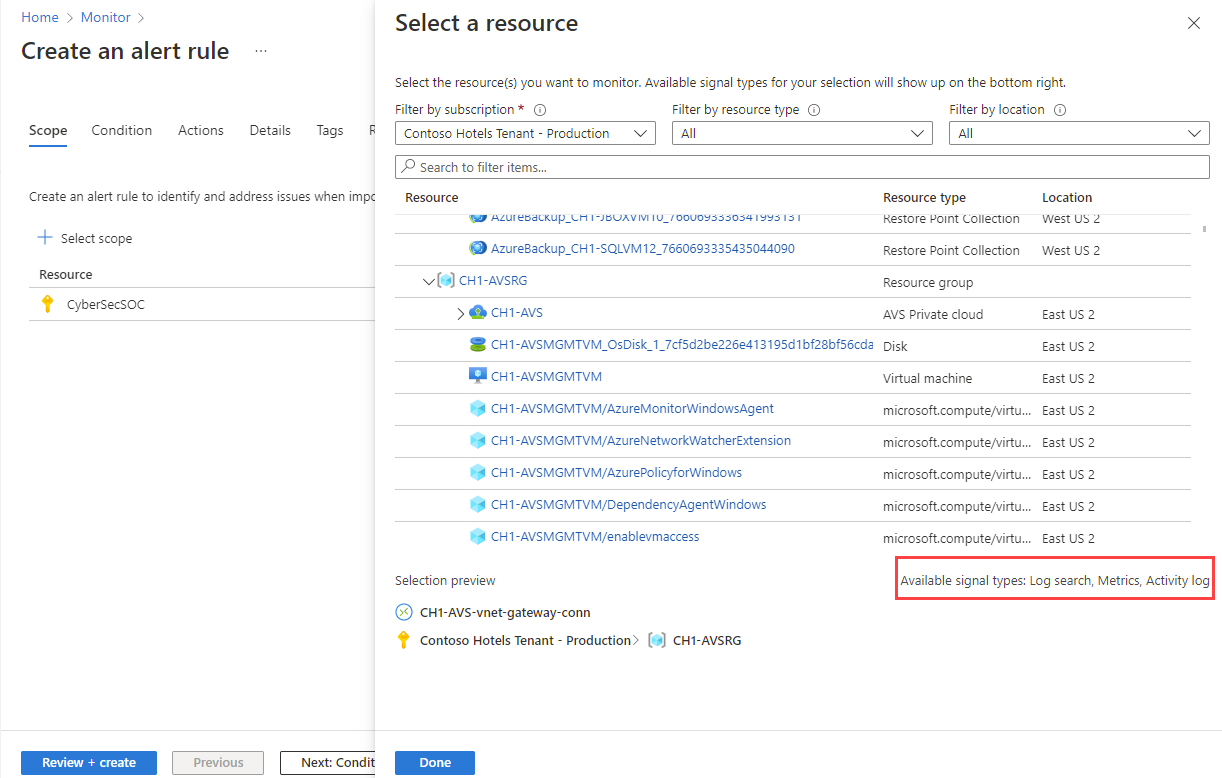 Home > Monitor >
Create an alert rule ...
Scope Condition Actions Details Tags R
Create an alert rule to identify and address issues when impo
+ Select scope
Resource
CyberSecSOC
Review + create
Previous
Next: Condit
Select a resource
Select the resource(s) you want to monitor. Available signal types for your selection will show up on the bottom right.
Filter by subscription * Filter by resource type Filter by location
Contoso Hotels Tenant - Production All All
Search to filter items...
Resource Resource type Location
AzureBackup_CH1-JBOXVM10_7660693336341993131 Restore Point Collection West US 2
AzureBackup_CH1-SQLVM12_7660693335435044090 Restore Point Collection West US 2
CH1-AVSRG Resource group
CH1-AVS AVS Private cloud East US 2
CH1-AVSMGMTVM_OsDisk_1_7cf5d2be226e413195d1bf28bf56cda Disk East US 2
CH1-AVSMGMTVM Virtual machine East US 2
CH1-AVSMGMTVM/AzureMonitorWindowsAgent microsoft.compute/virtu... East US 2
CH1-AVSMGMTVM/AzureNetworkWatcherExtension microsoft.compute/virtu... East US 2
CH1-AVSMGMTVM/AzurePolicyforWindows microsoft.compute/virtu... East US 2
CH1-AVSMGMTVM/DependencyAgentWindows microsoft.compute/virtu... East US 2
CH1-AVSMGMTVM/enablevmaccess microsoft.compute/virtu... East US 2
Selection preview Available signal types: Log search, Metrics, Activity log
CH1-AVS-vnet-gateway-conn
Contoso Hotels Tenant - Production > CH1-AVSRG
Done